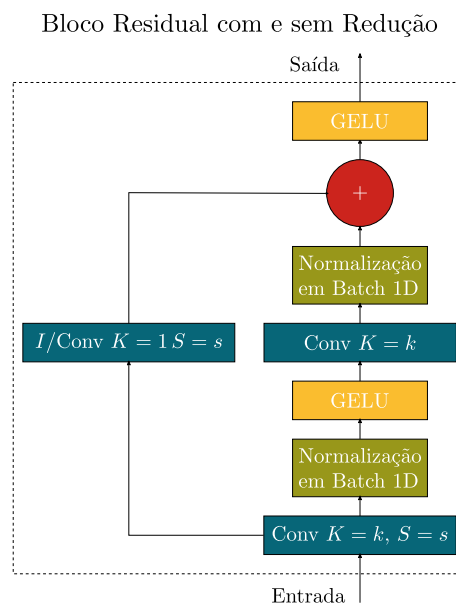 Bloco Residual com e sem Redução
Saída
GELU
+
Normalização
em Batch 1D
I/Conv K = 1 S = s
Conv K = k
GELU
Normalização
em Batch 1D
Conv K = k, S = s
Entrada